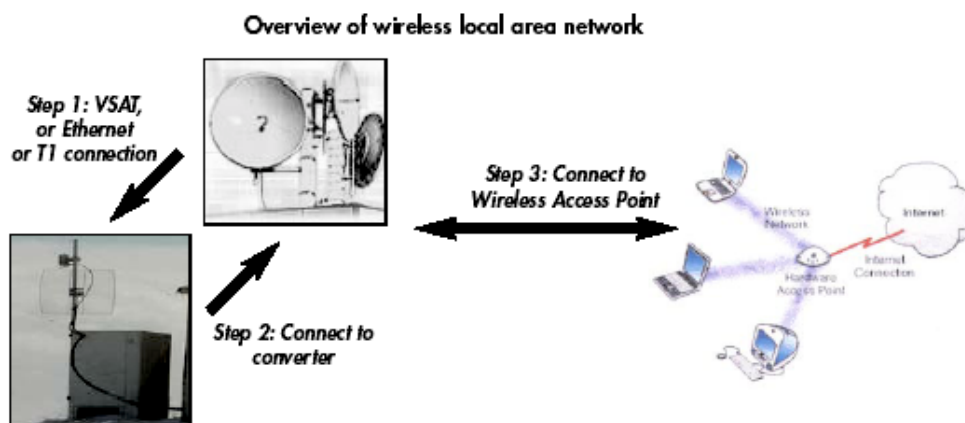 Overview of wireless local area network
Step 1: VSAT,
or Ethernet
or T1 connection
?
Step 3: Connect to
Wireless Access Point
Step 2: Connect to
converter
Wireless
Network
Internet
Internet
Connection
Hardware
Access Point